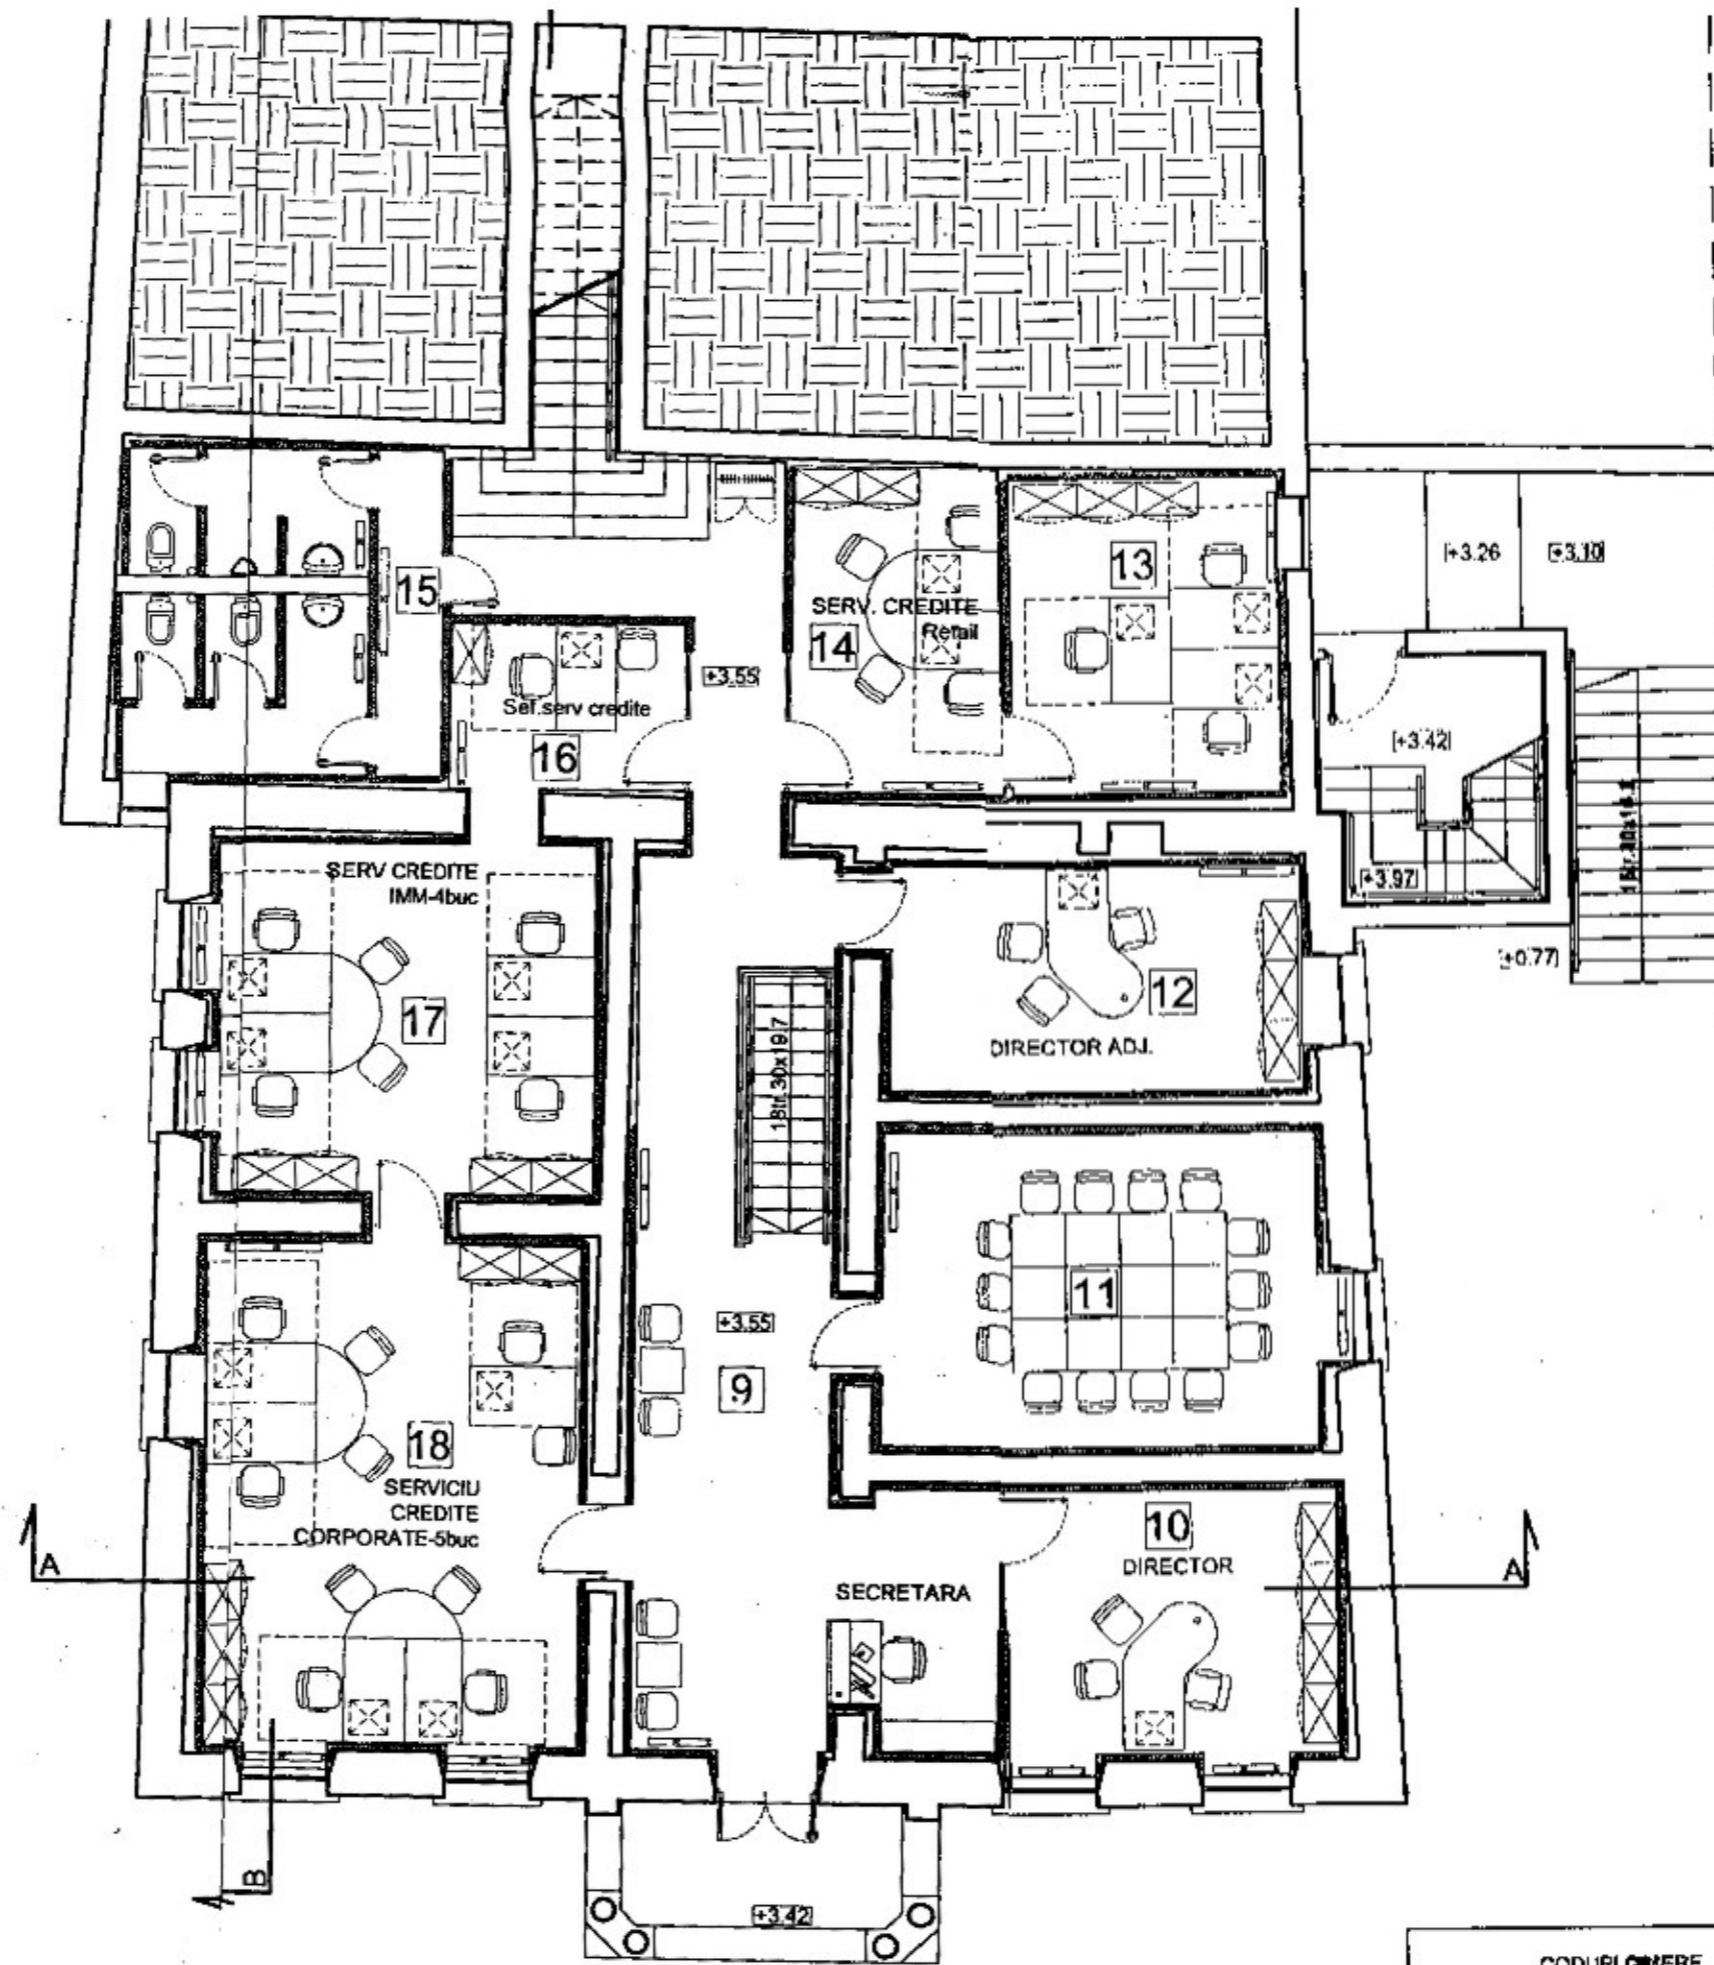 13
[+3.26]
+3.10
15
SERV. CREDITE
Retail
14
+3.55
Sef.serv credite
16
[+3.42]
SERV CREDITE
IMM-4buc
+3.97
+0.77
17
12
DIRECTOR ADJ.
18tr.30x19.7
11
+3.55
9
18
SERVICIU
CREDITE
CORPORATE-5buc
10
DIRECTOR
A
A
SECRETARA
B
+3.42